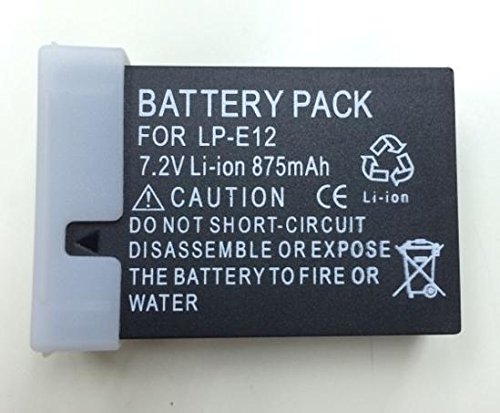 BATTERY PACK
FOR LP-E12
7.2V Li-ion 875mAh
CAUTION CE
Li-ion
DO NOT SHORT-CIRCUIT
DISASSEMBLE OR EXPOSE
THE BATTERY TO FIRE OR
WATER